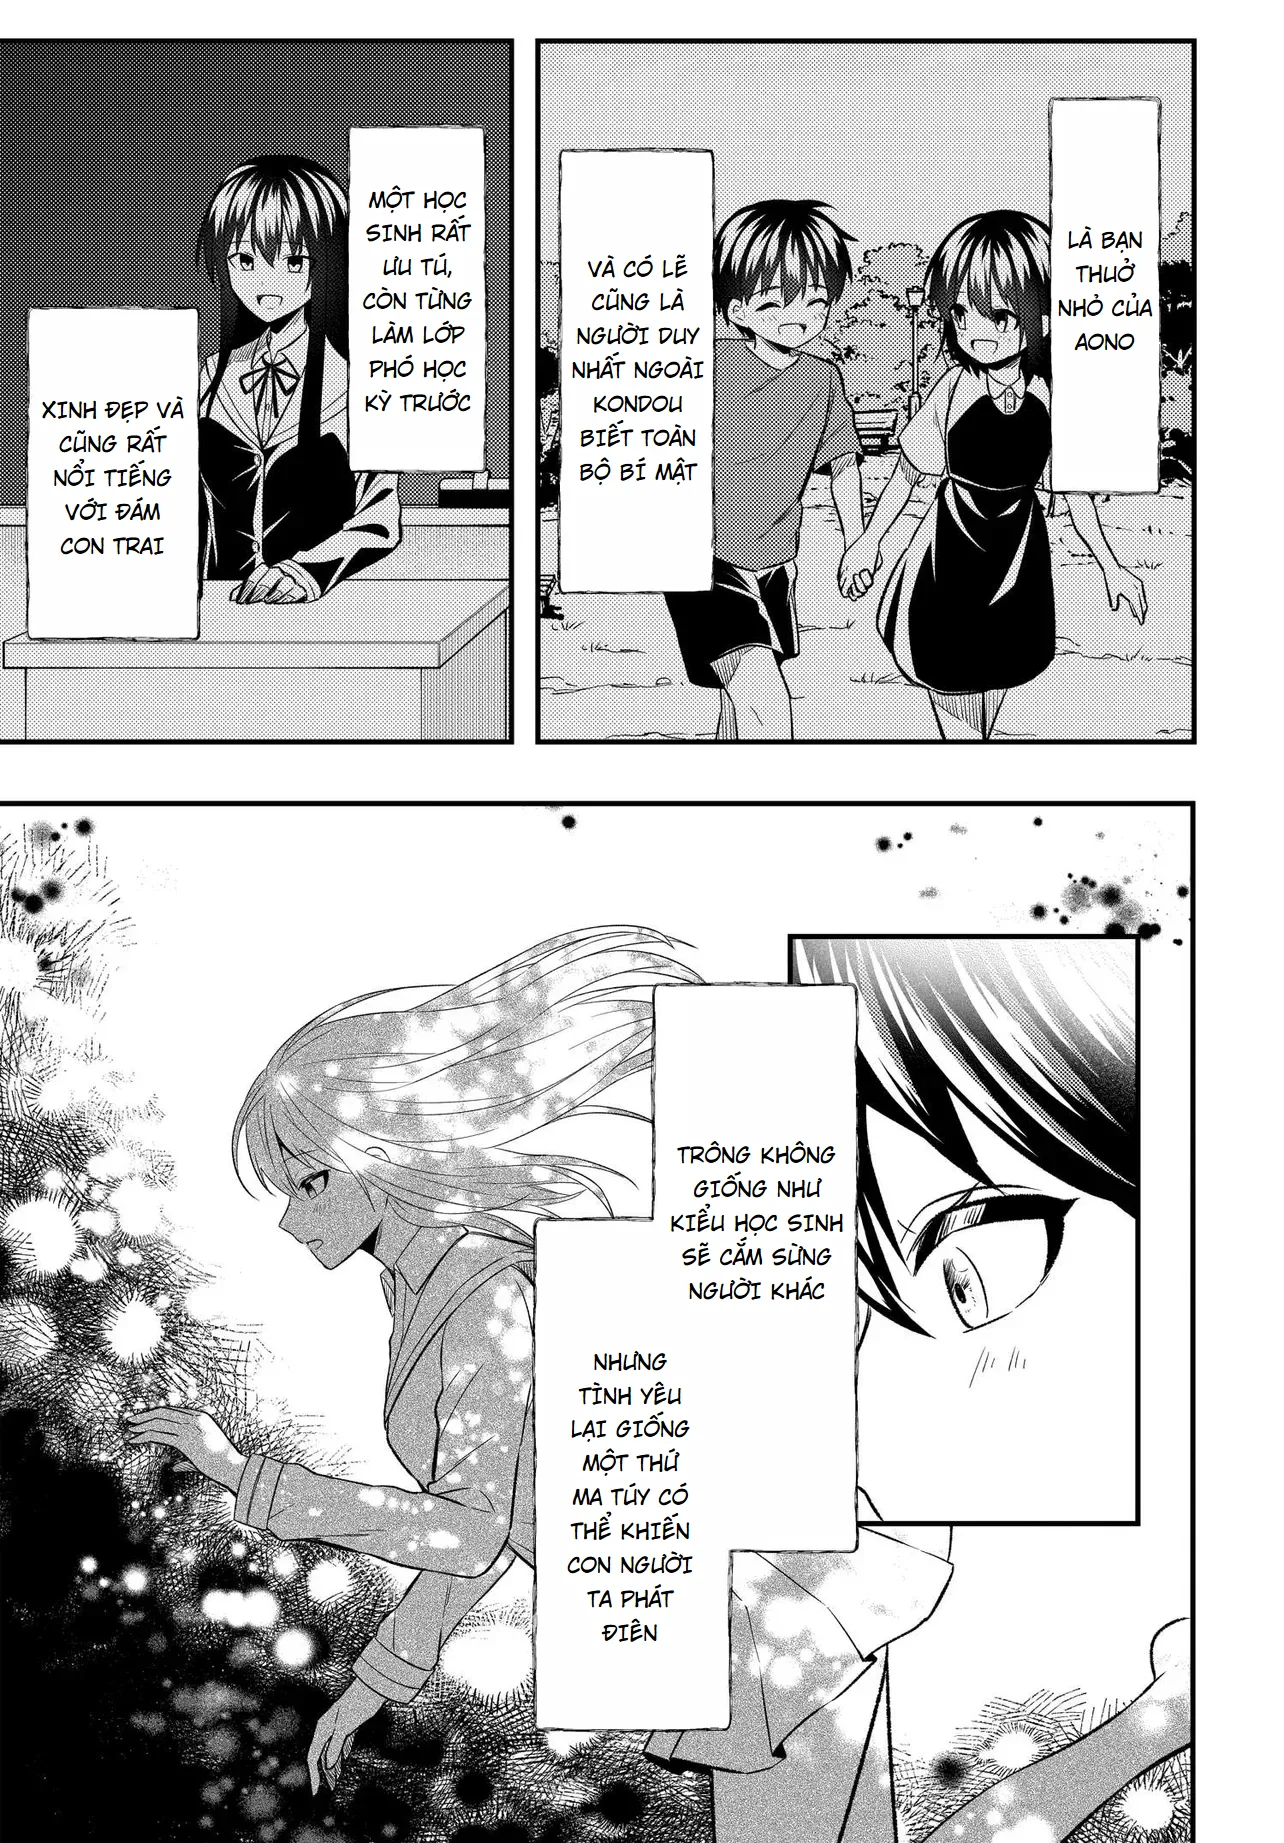 LÀ BẠN
THUỞ
NHỎ CỦA
AONO
VÀ CÓ LẼ
CŨNG LÀ
NGƯỜI DUY
NHẤT NGOÀI
KONDOU
BIẾT TOÀN
BỘ BÍ MẬT
MỘT HỌC
SINH RẤT
ƯU TÚ,
CÒN TỪNG
LÀM LỚP
PHÓ HỌC
KỲ TRƯỚC
XINH ĐẸP VÀ
CŨNG RẤT
NỔI TIẾNG
VỚI ĐÁM
CON TRAI
TRÔNG KHÔNG
GIỐNG NHƯ
KIỂU HỌC SINH
SẼ CẮM SỪNG
NGƯỜI KHÁC
NHƯNG
TÌNH YÊU
LẠI GIỐNG
MỘT THỨ
MA TÚY CÓ
THỂ KHIẾN
CON NGƯỜI
TA PHÁT
ĐIÊN